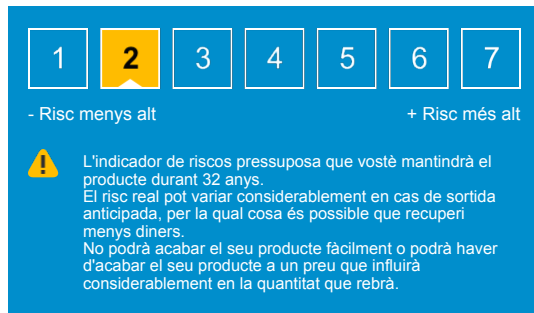 1 2 3 4 5 6 7
- Risc menys alt + Risc més alt
L'indicador de riscos pressuposa que vostè mantindrà el
producte durant 32 anys.
El risc real pot variar considerablement en cas de sortida
anticipada, per la qual cosa és possible que recuperi
menys diners.
No podrà acabar el seu producte fàcilment o podrà haver
d'acabar el seu producte a un preu que influirà
considerablement en la quantitat que rebrà.